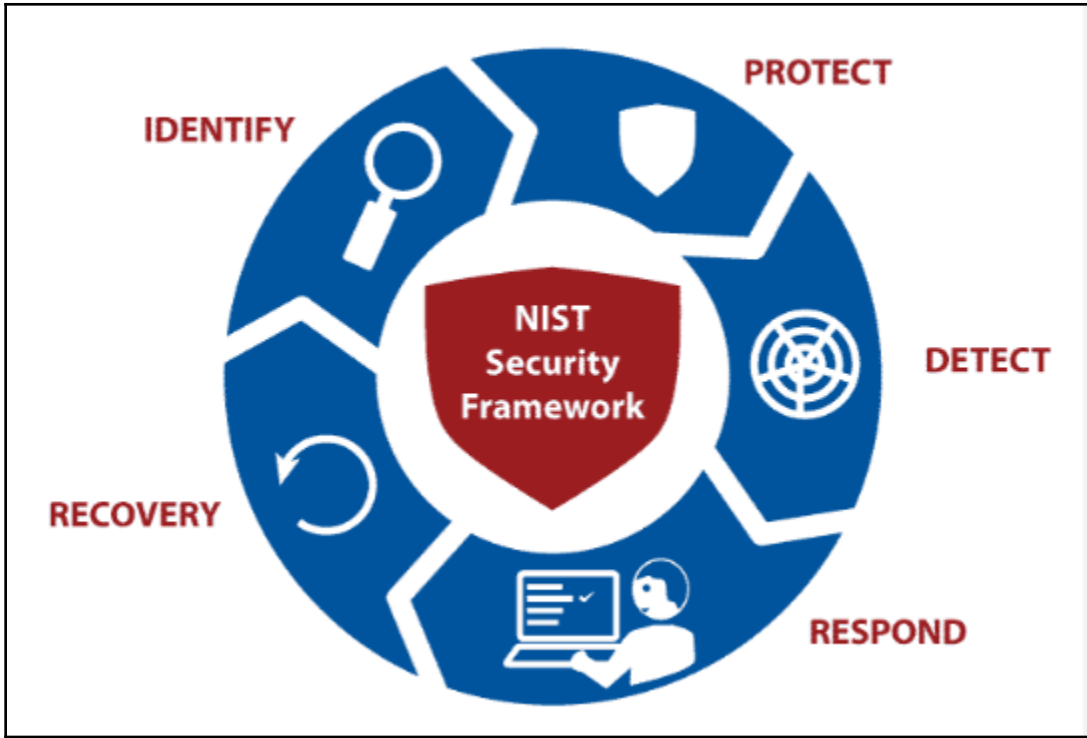 PROTECT
IDENTIFY
NIST
Security
Framework
DETECT
RECOVERY
RESPOND